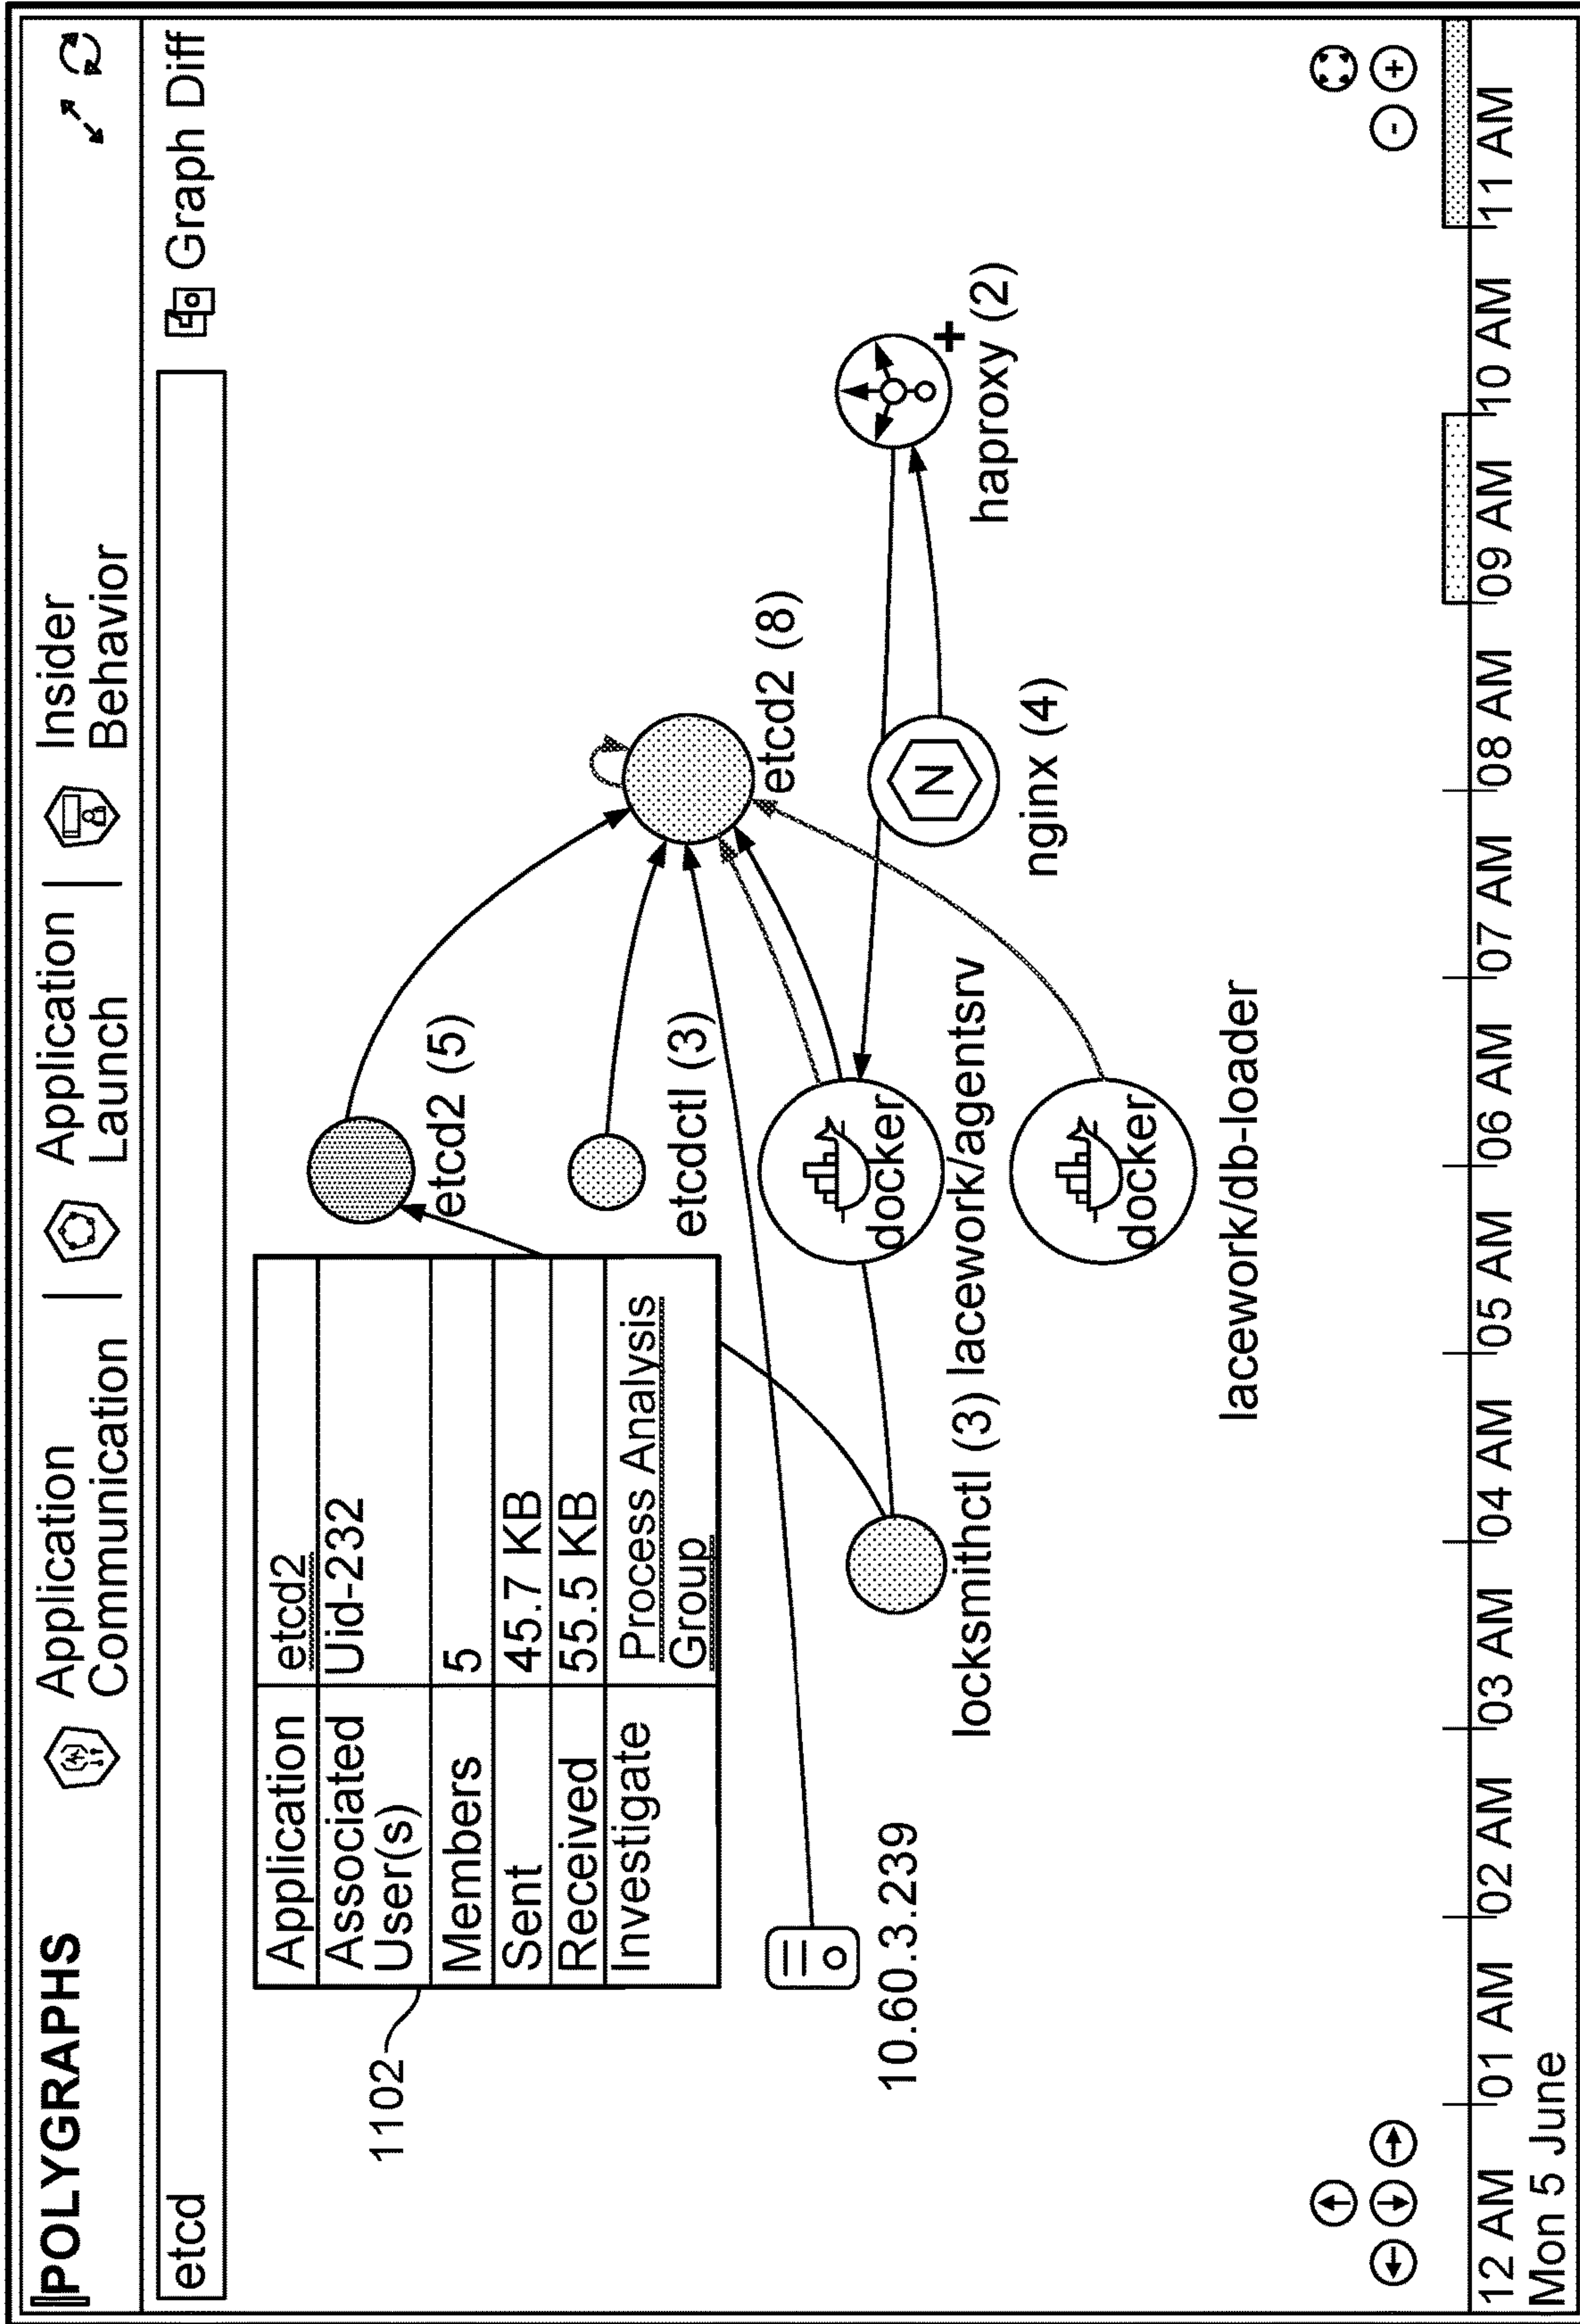 POLYGRAPHS
Application
Communication
Application
Launch
Insider
Behavior
etcd
Graph Diff
Application etcd2
Associated Uid-232
User(s)
Members 5
Sent 45.7 KB
Received 55.5 KB
Investigate Process Analysis
Group
1102
etcd2 (5)
etcd2 (8)
etcdctl (3)
haproxy (2)
N
nginx (4)
10.60.3.239
docker
locksmithctl (3) lacework/agentsrv
docker
lacework/db-loader
+
- +
12 AM 01 AM 02 AM 03 AM 04 AM 05 AM 06 AM 07 AM 08 AM 09 AM 10 AM 11 AM
Mon 5 June